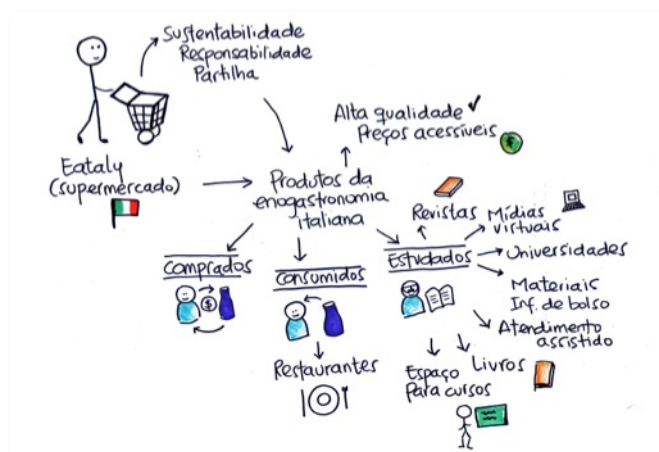 Sustentabilidade
Responsabilidade
Partilha
Alta qualidade
Preços acessíveis
Eataly
(supermercado)
Produtos da
enogastronomia
italiana
Revistas
Mídias
virtuais
Comprados
Consumidos
Estudados
Universidades
Materiais
Inf. de bolso
Atendimento
assistido
Restaurantes
Espaço
Para cursos
Livros